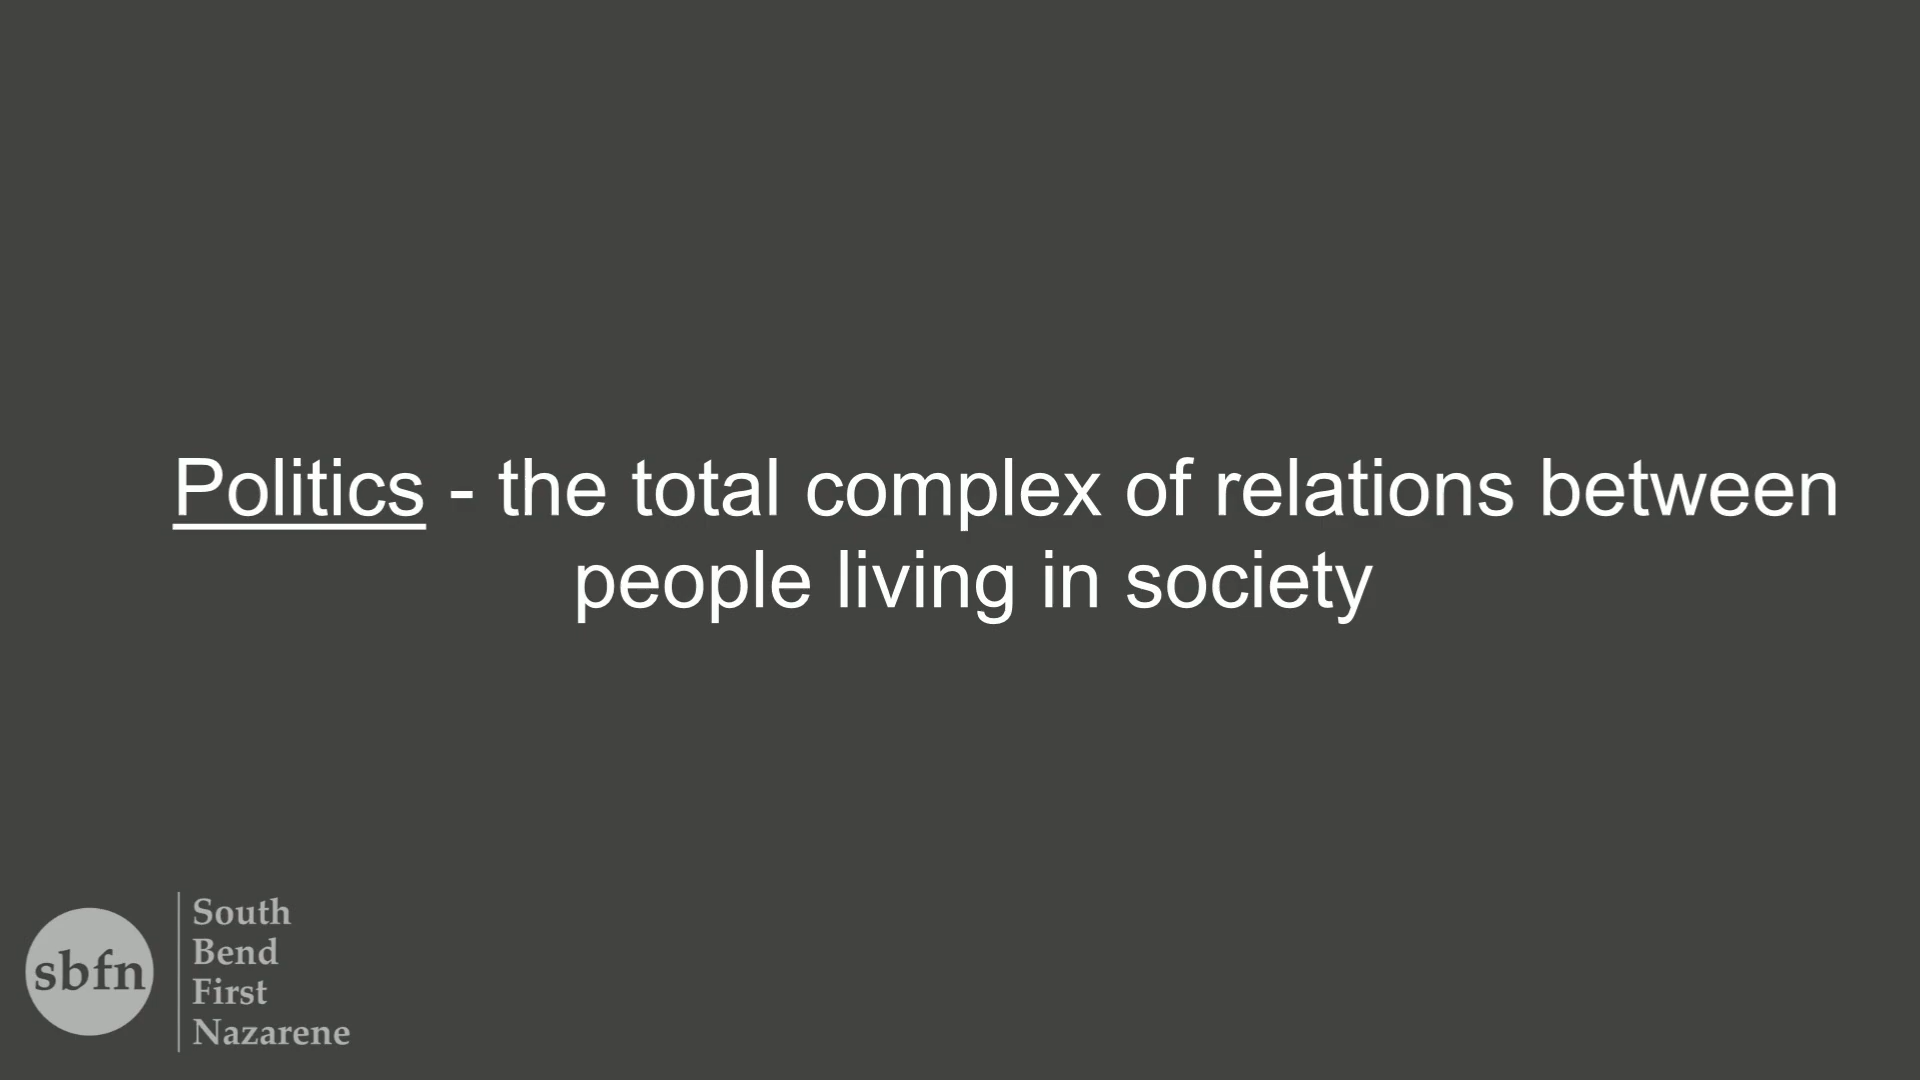 Politics - the total complex of relations between
people living in society
sbfn
South
Bend
First
Nazarene